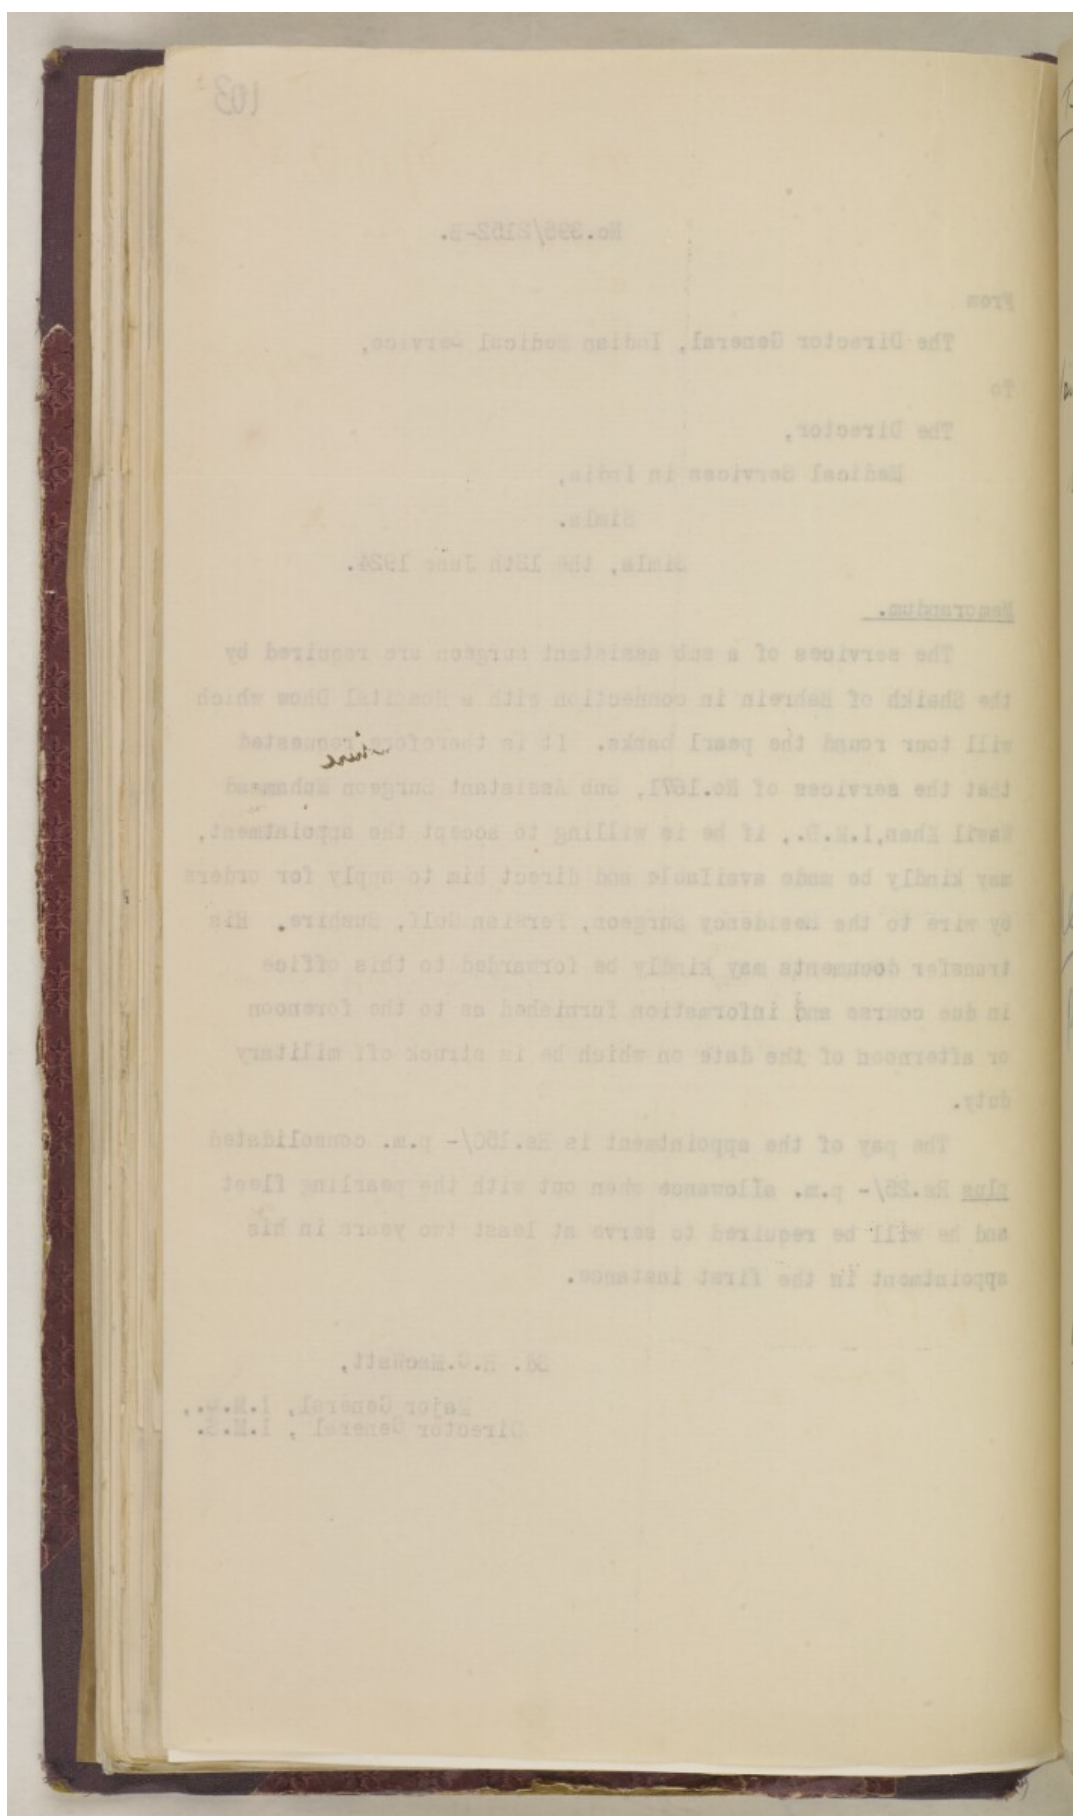 103
No.395/2152-B.
From
The Director General, Indian Medical Service,
To
The Director,
Medical Services in India,
Simla.
Simla, the 13th June 1924.
Memorandum.
The services of a sub assistant surgeon are required by
the Shaikh of Bahrein in connection with a Hospital Dhow which
will tour round the pearl banks. It is therefore requested
that the services of No.1671, Sub Assistant Surgeon Muhammad
Khan, I.M.D., if he is willing to accept the appointment,
may kindly be made available and direct him to apply for orders
by wire to the Residency Surgeon, Persian Gulf, Bushire. His
transfer documents may kindly be forwarded to this office
in due course and information furnished as to the forenoon
or afternoon of the date on which he is struck off military
duty.
The pay of the appointment is Rs.150/- p.m. consolidated
plus Rs.25/- p.m. allowance when out with the pearling fleet
and he will be required to serve at least two years in his
appointment in the first instance.
Sd. R.C.MacWatt,
Major General, I.M.S.,
Director General, I.M.S.